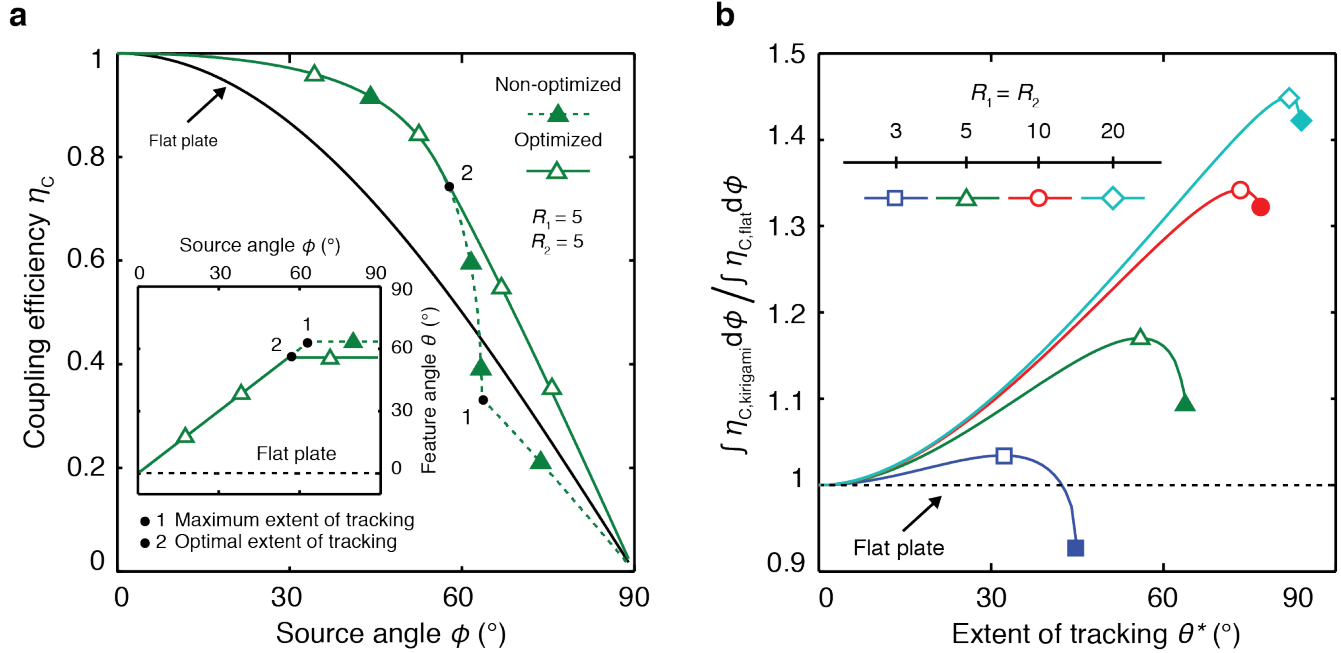 a
1
0.8
0.6
0.4
0.2
0
Coupling efficiency ηC
Flat plate
Non-optimized
Optimized
R1 = 5
R2 = 5
2
1
Source angle ϕ (°)
0 30 60 90
90
60
30
0
Feature angle θ (°)
1
2
Flat plate
1 Maximum extent of tracking
2 Optimal extent of tracking
0 30 60 90
Source angle ϕ (°)
b
1.5
1.4
1.3
1.2
1.1
1
0.9
∫ ηC,kirigami dϕ / ∫ ηC,flat dϕ
R1 = R2
3 5 10 20
Flat plate
0 30 60 90
Extent of tracking θ* (°)